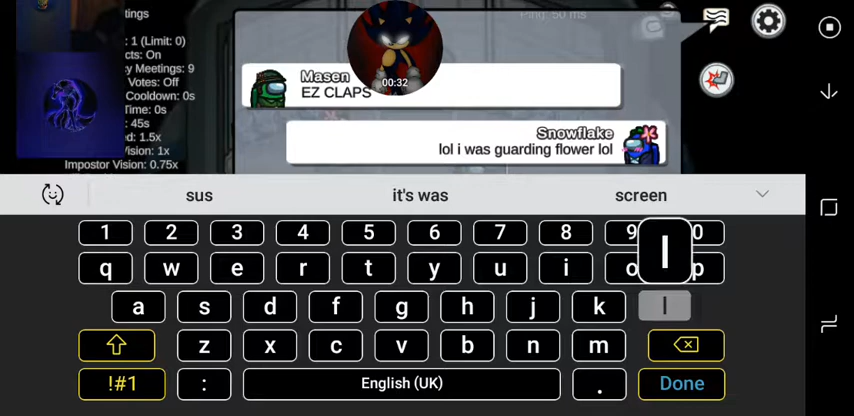 tings
Ping: 50 ms
: 1 (Limit: 0)
cts: On
y Meetings: 9
Votes: Off
Cooldown: 0s
Time: 0s
: 45s
d: 1.5x
ision: 1x
Impostor Vision: 0.75x
Masen
EZ CLAPS
00:32
Snowflake
lol i was guarding flower lol
sus it's was screen
1 2 3 4 5 6 7 8 9 0
q w e r t y u i o p
l
a s d f g h j k l
z x c v b n m
!#1 : English (UK) . Done